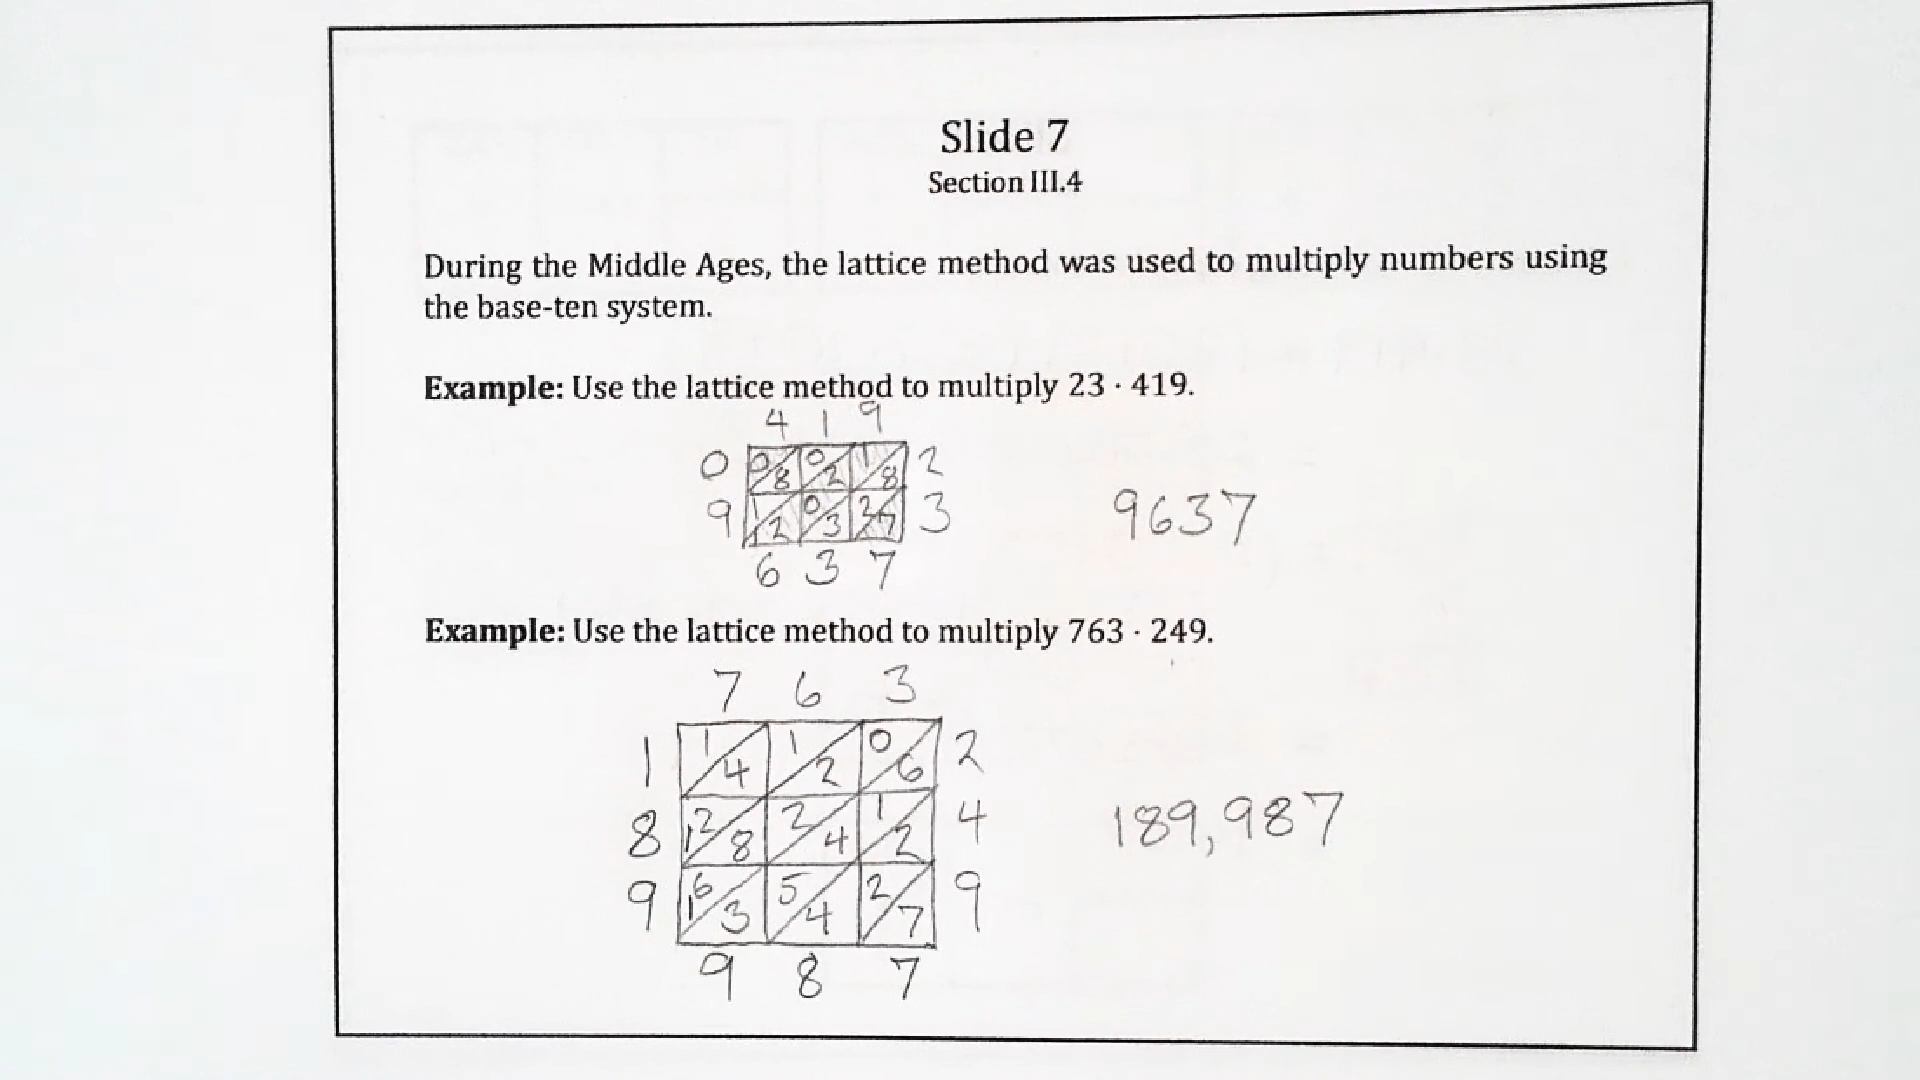 Slide 7
Section III.4
During the Middle Ages, the lattice method was used to multiply numbers using
the base-ten system.
Example: Use the lattice method to multiply 23 · 419.
4 1 9
0 0 8 0 2 1 8 2
9 1 1 2 0 3 2 7 3
6 3 7
9637
Example: Use the lattice method to multiply 763 · 249.
7 6 3
1 1 4 1 2 0 6 2
8 1 2 8 2 4 1 2 4
9 1 6 3 5 4 2 7 9
9 8 7
189,987